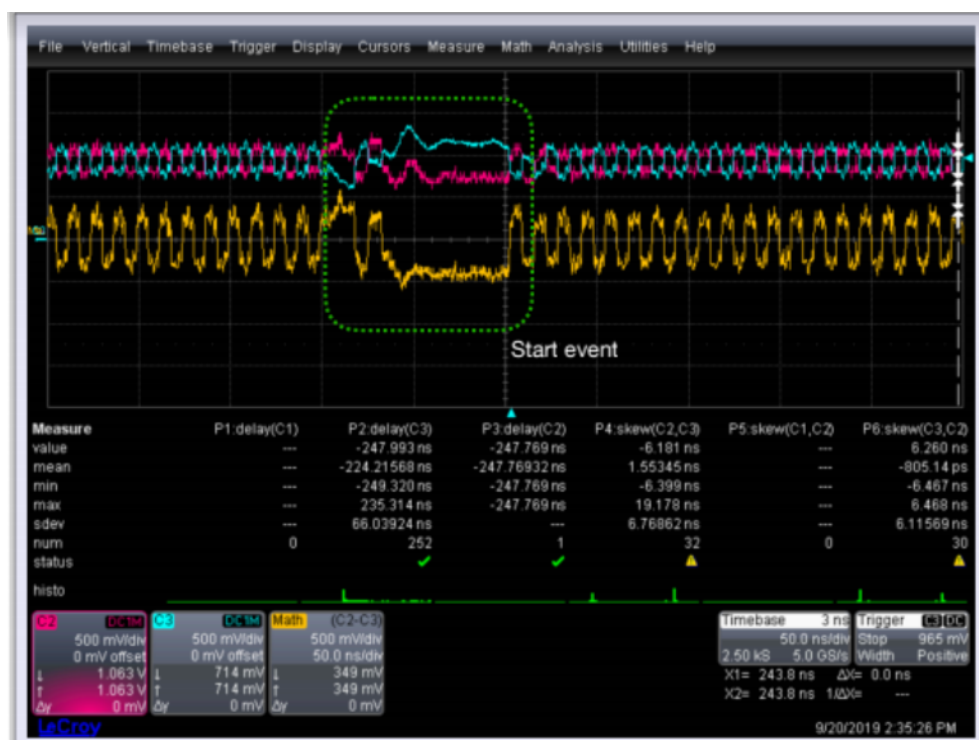 File Vertical Timebase Trigger Display Cursors Measure Math Analysis Utilities Help
Start event
Measure P1:delay(C1) P2:delay(C3) P3:delay(C2) P4:skew(C2,C3) P5:skew(C1,C2) P6:skew(C3,C2)
value --- -247.993 ns -247.769 ns -6.181 ns --- 6.260 ns
mean --- -224.21568 ns -247.76932 ns 1.55345 ns --- -805.14 ps
min --- -249.320 ns -247.769 ns -6.399 ns --- -6.467 ns
max --- 235.314 ns -247.769 ns 19.178 ns --- 6.468 ns
sdev --- 66.03924 ns --- 6.76862 ns --- 6.11569 ns
num 0 252 1 32 0 30
status
histo
C2 DC1M C3 DC1M Math (C2-C3) Timebase 3 ns Trigger C3 DC
500 mV/div 500 mV/div 500 mV/div 50.0 ns/div Stop 965 mV
0 mV offset 0 mV offset 50.0 ns/div 2.50 kS 5.0 GS/s Width Positive
↓ 1.063 V ↓ 714 mV ↓ 349 mV X1= 243.8 ns ΔX= 0.0 ns
↑ 1.063 V ↑ 714 mV ↑ 349 mV X2= 243.8 ns 1/ΔX= ---
Δy 0 mV Δy 0 mV Δy 0 mV
LeCroy 9/20/2019 2:35:26 PM